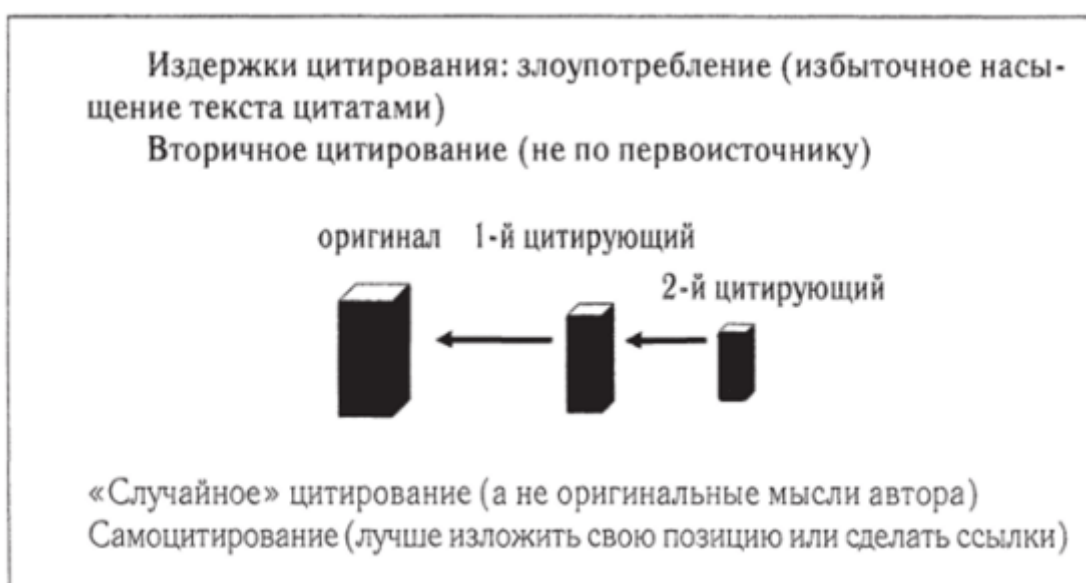 Издержки цитирования: злоупотребление (избыточное насы-
щение текста цитатами)
Вторичное цитирование (не по первоисточнику)
оригинал 1-й цитирующий
2-й цитирующий
«Случайное» цитирование (а не оригинальные мысли автора)
Самоцитирование (лучше изложить свою позицию или сделать ссылки)